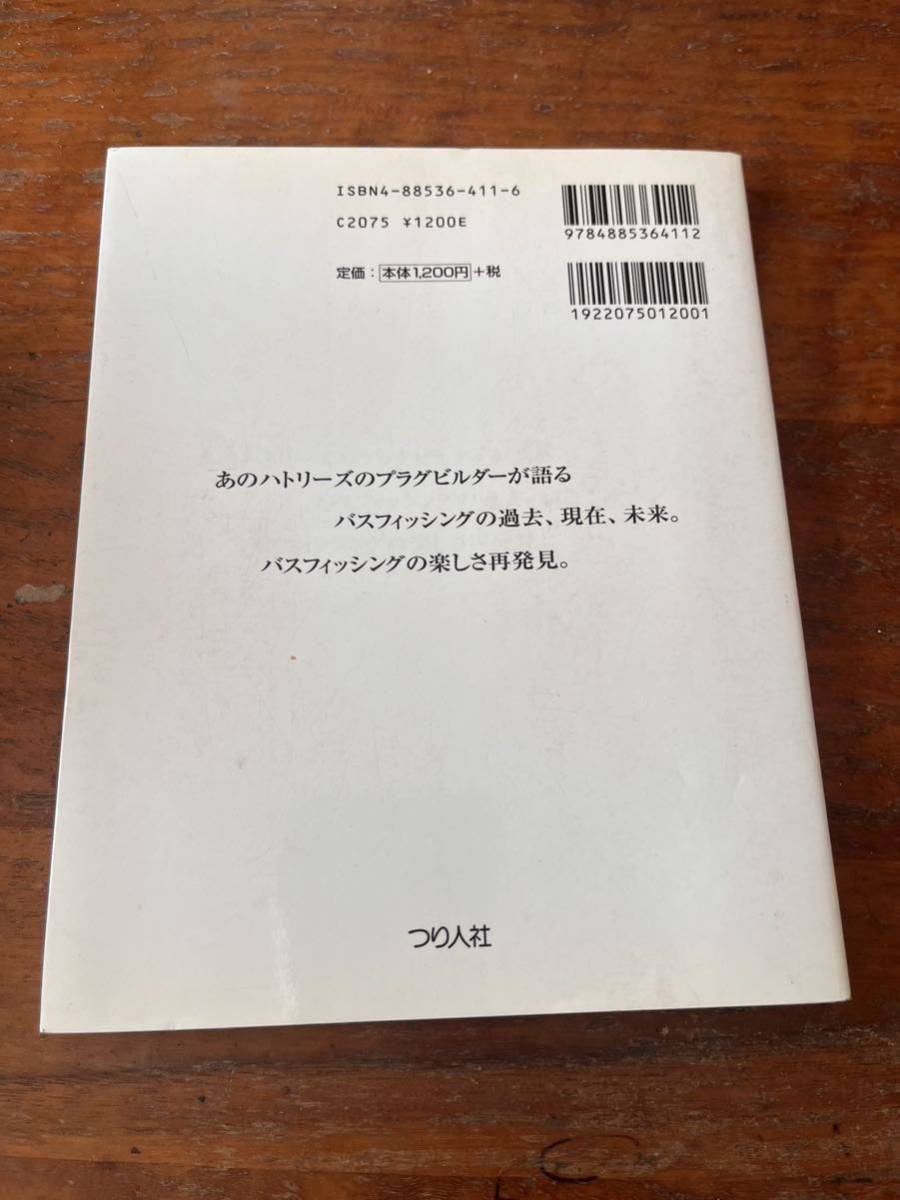 ISBN4-88536-411-6
C2075 ¥1200E
定価:本体1,200円+税
9784885364112
1922075012001
あのハトリーズのプラグビルダーが語る
バスフィッシングの過去、現在、未来。
バスフィッシングの楽しさ再発見。
つり人社